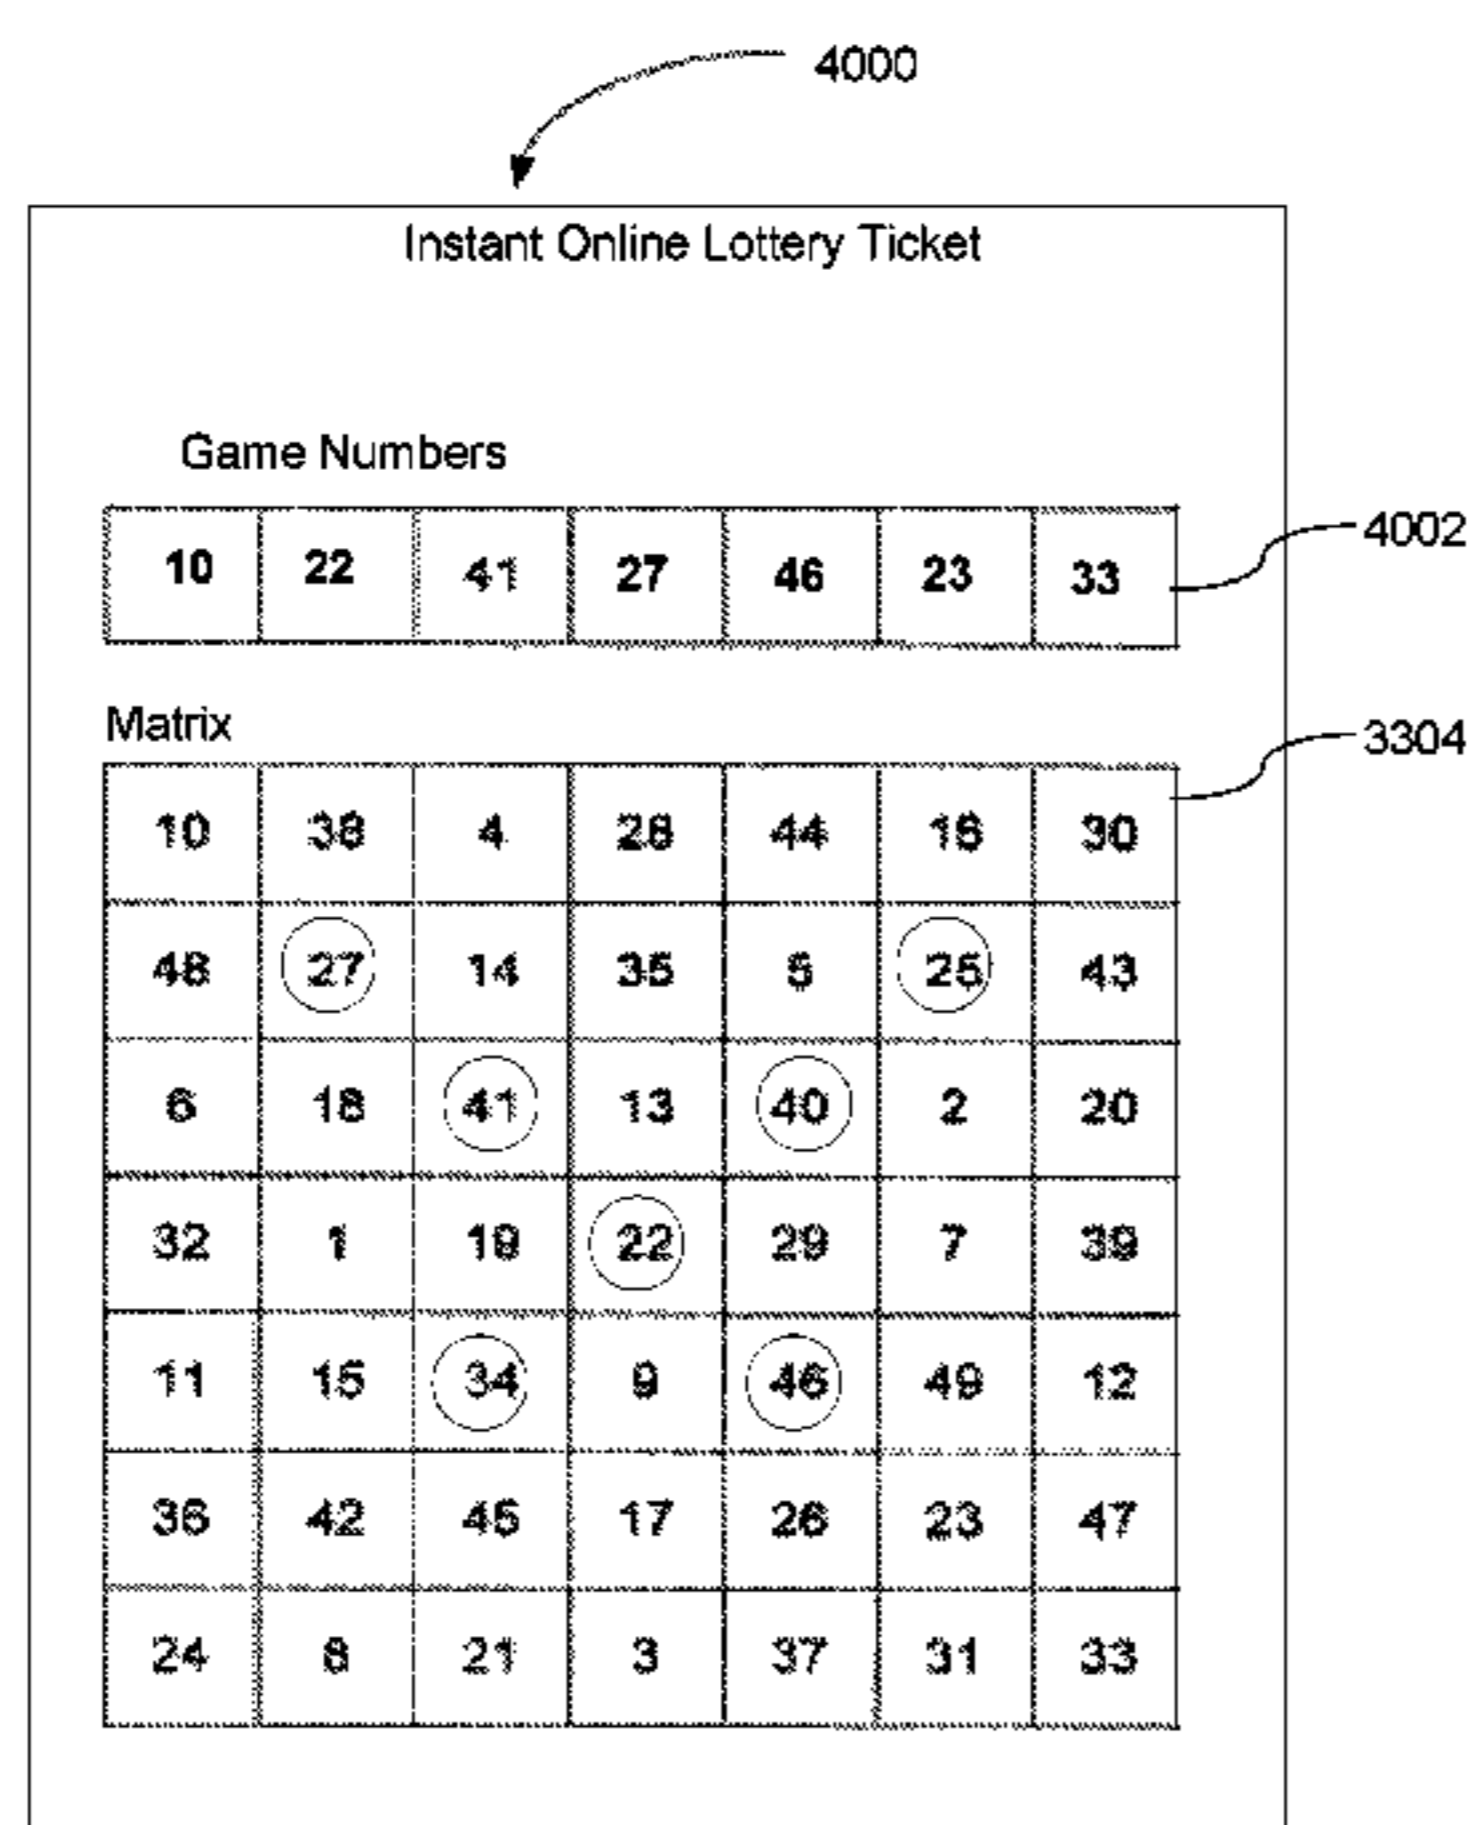 4000
Instant Online Lottery Ticket
Game Numbers
10 22 41 27 46 23 33
4002
Matrix
3304
10 38 4 28 44 16 30
48 27 14 35 5 25 43
6 18 41 13 40 2 20
32 1 19 22 29 7 39
11 15 34 9 46 49 12
36 42 45 17 26 23 47
24 8 21 3 37 31 33